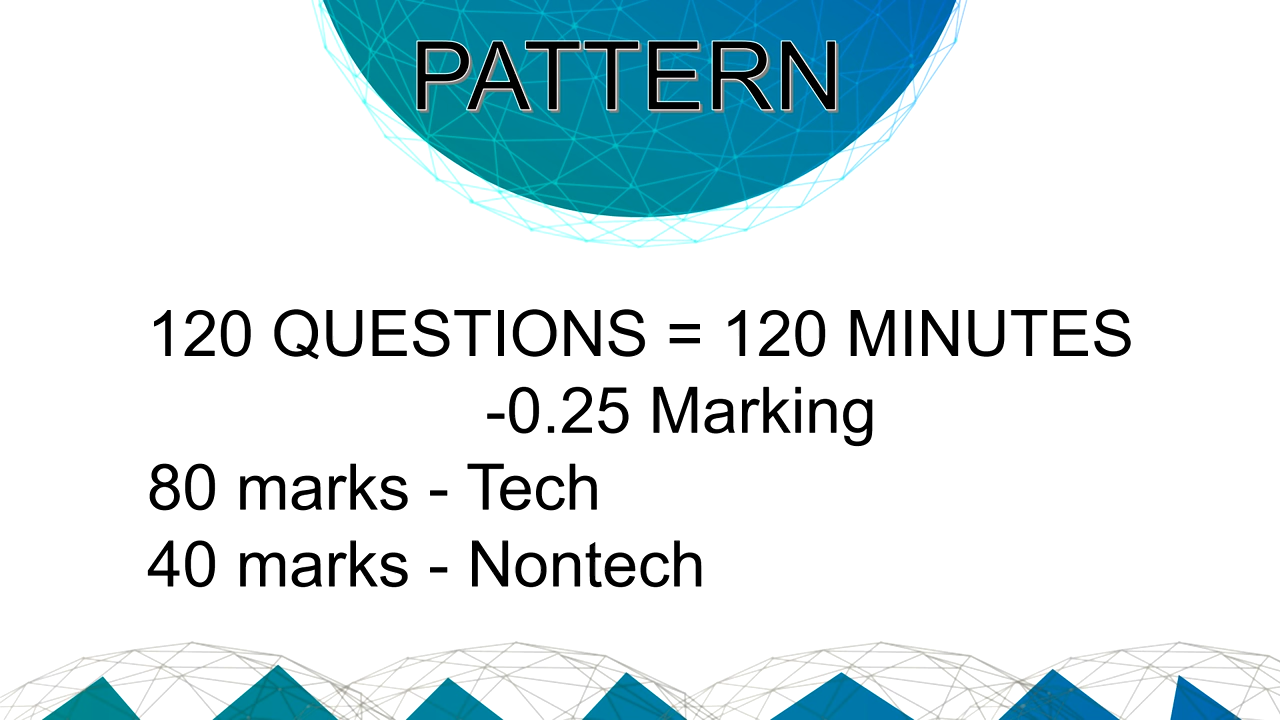 PATTERN
120 QUESTIONS = 120 MINUTES
-0.25 Marking
80 marks - Tech
40 marks - Nontech